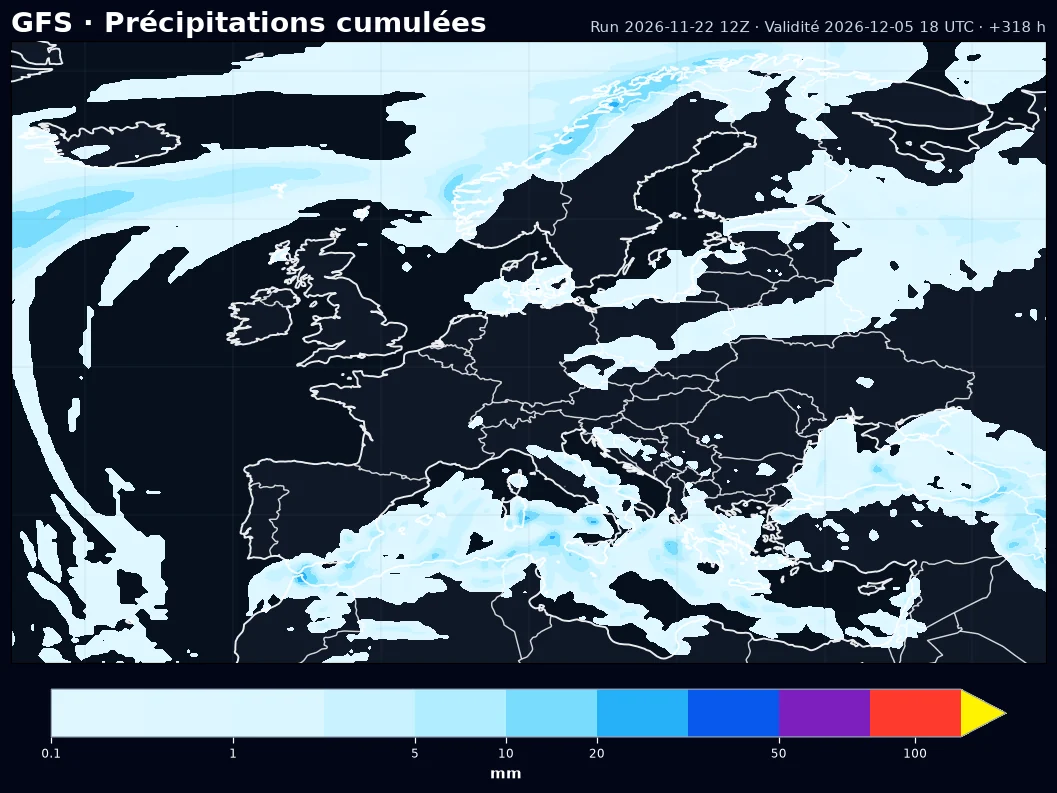 GFS · Précipitations cumulées
Run 2026-11-22 12Z · Validité 2026-12-05 18 UTC · +318 h
0.1 1 5 10 20 50 100
mm